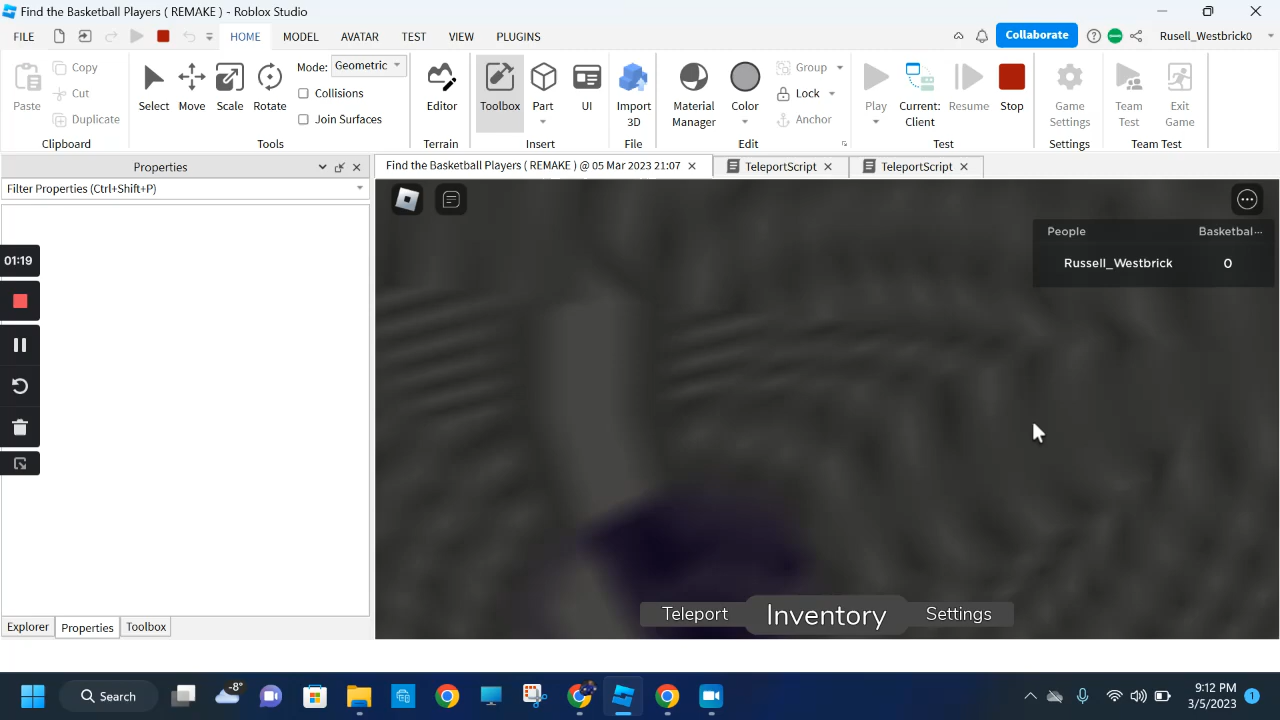 Find the Basketball Players ( REMAKE ) - Roblox Studio
FILE HOME MODEL AVATAR TEST VIEW PLUGINS Collaborate Rusell_Westbrick0
Paste Copy Cut Duplicate Clipboard
Select Move Scale Rotate Mode: Geometric Collisions Join Surfaces Tools
Editor Terrain
Toolbox Part UI Insert
Import 3D File
Material Manager Color Group Lock Anchor Edit
Play Current: Client Resume Stop Test
Game Settings Settings
Team Test Exit Game Team Test
Properties Find the Basketball Players ( REMAKE ) @ 05 Mar 2023 21:07 TeleportScript TeleportScript
Filter Properties (Ctrl+Shift+P)
People Basketbal...
Russell_Westbrick 0
01:19
Teleport Inventory Settings
Explorer Properties Toolbox
-8°
Search
9:12 PM
3/5/2023
1